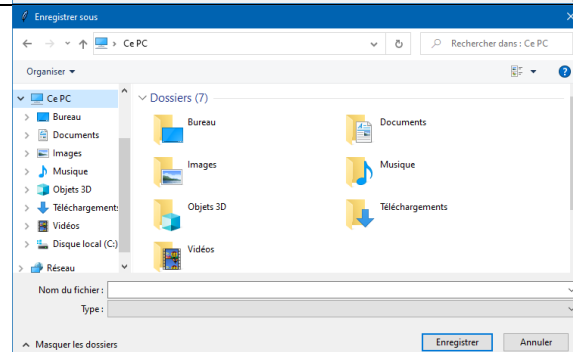 Enregistrer sous
Ce PC
Rechercher dans : Ce PC
Organiser
Ce PC
Bureau
Documents
Images
Musique
Objets 3D
Téléchargements
Vidéos
Disque local (C:)
Réseau
Dossiers (7)
Bureau
Documents
Images
Musique
Objets 3D
Téléchargements
Vidéos
Nom du fichier :
Type :
Masquer les dossiers
Enregistrer
Annuler